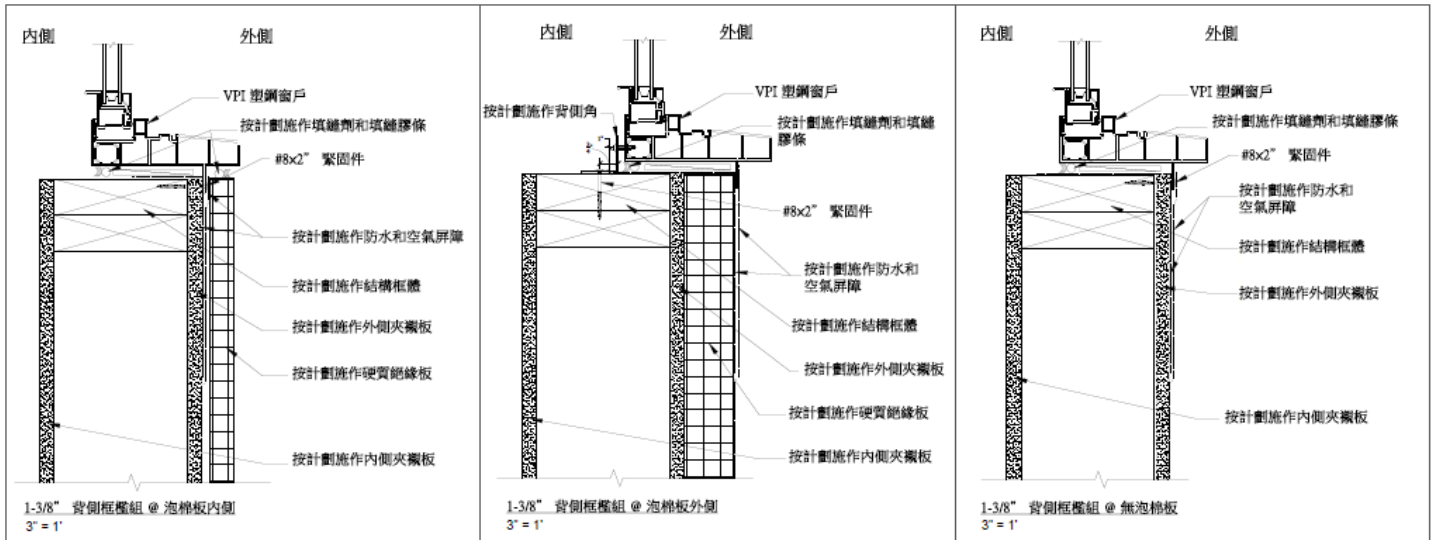 內側
外側
VPI 塑鋼窗戶
按計劃施作填縫劑和填縫膠條
#8x2” 緊固件
按計劃施作防水和空氣屏障
按計劃施作結構框體
按計劃施作外側夾襯板
按計劃施作硬質絕緣板
按計劃施作內側夾襯板
1-3/8” 背側框檻組 @ 泡棉板內側
3" = 1'
內側
外側
VPI 塑鋼窗戶
按計劃施作背側角
按計劃施作填縫劑和填縫
膠條
#8x2” 緊固件
按計劃施作防水和
空氣屏障
按計劃施作結構框體
按計劃施作外側夾襯板
按計劃施作硬質絕緣板
按計劃施作內側夾襯板
1-3/8” 背側框檻組 @ 泡棉板外側
3" = 1'
內側
外側
VPI 塑鋼窗戶
按計劃施作填縫劑和填縫膠條
#8x2” 緊固件
按計劃施作防水和
空氣屏障
按計劃施作結構框體
按計劃施作外側夾襯板
按計劃施作內側夾襯板
1-3/8” 背側框檻組 @ 無泡棉板
3" = 1'